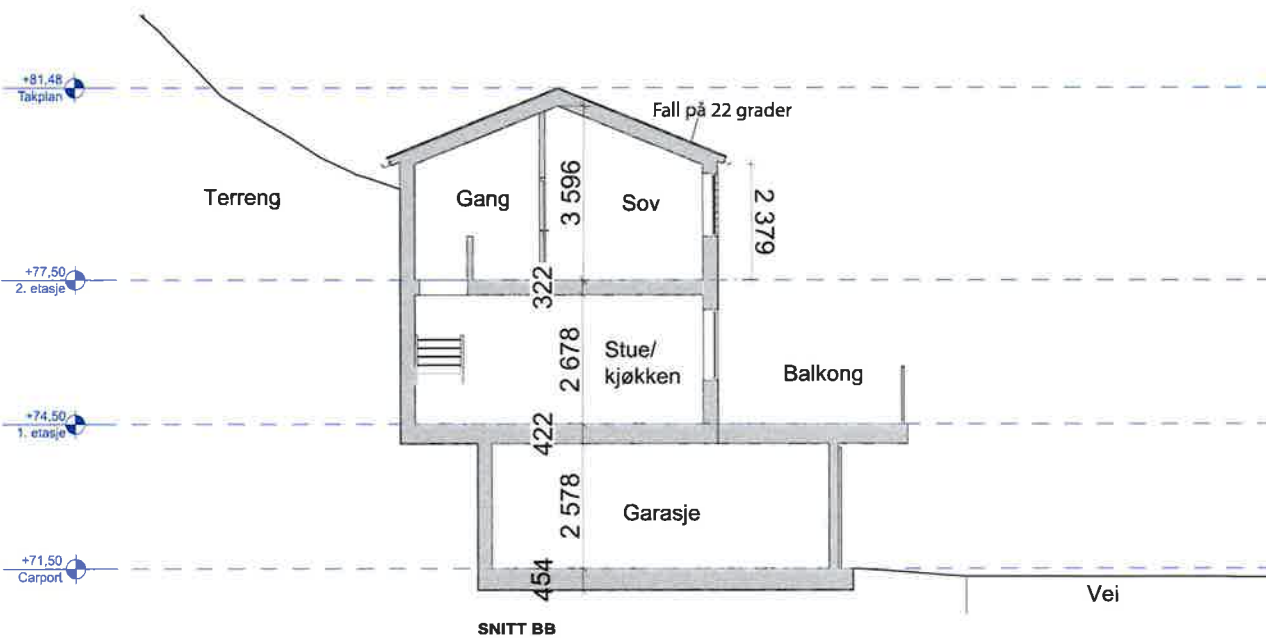 +81,48
Takplan
Fall på 22 grader
Terreng
Gang
3 596
Sov
2 379
+77,50
2. etasje
322
2 678
Stue/
kjøkken
Balkong
+74,50
1. etasje
422
2 578
Garasje
+71,50
Carport
454
Vei
SNITT BB